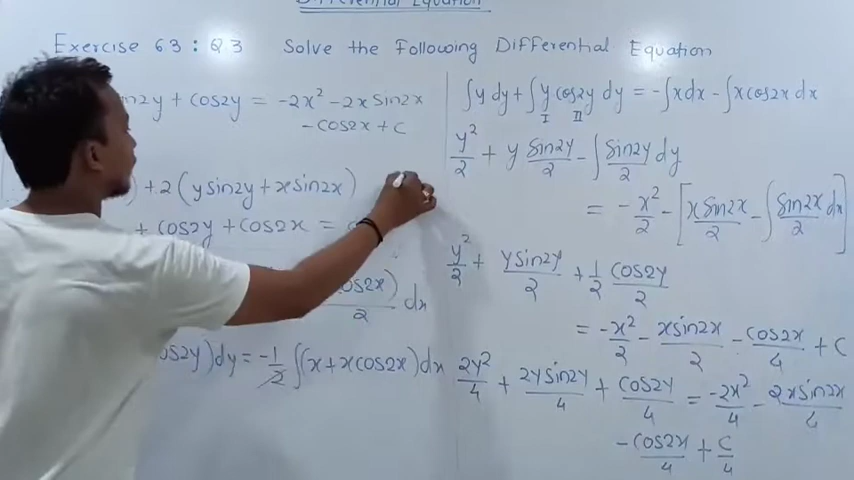 Differential Equation
Exercise 63 : Q.3 Solve the Following Differential Equation
sin2y + cos2y = -2x² - 2x sin2x
- cos2x + c
) + 2(y sin2y + x sin2x)
+ cos2y + cos2x =
cos2x)/2 dx
cos2y)dy = -1/2 ∫(x + x cos2x)dx
∫y dy + ∫y cos2y dy = -∫x dx - ∫x cos2x dx
I II
y²/2 + y sin2y/2 - ∫ sin2y/2 dy
= -x²/2 - [x sin2x/2 - ∫ sin2x/2 dx]
y²/2 + y sin2y/2 + 1/2 cos2y/2
= -x²/2 - x sin2x/2 - cos2x/4 + c
2y²/4 + 2y sin2y/4 + cos2y/4 = -2x²/4 - 2x sin2x/4
- cos2x/4 + c/4